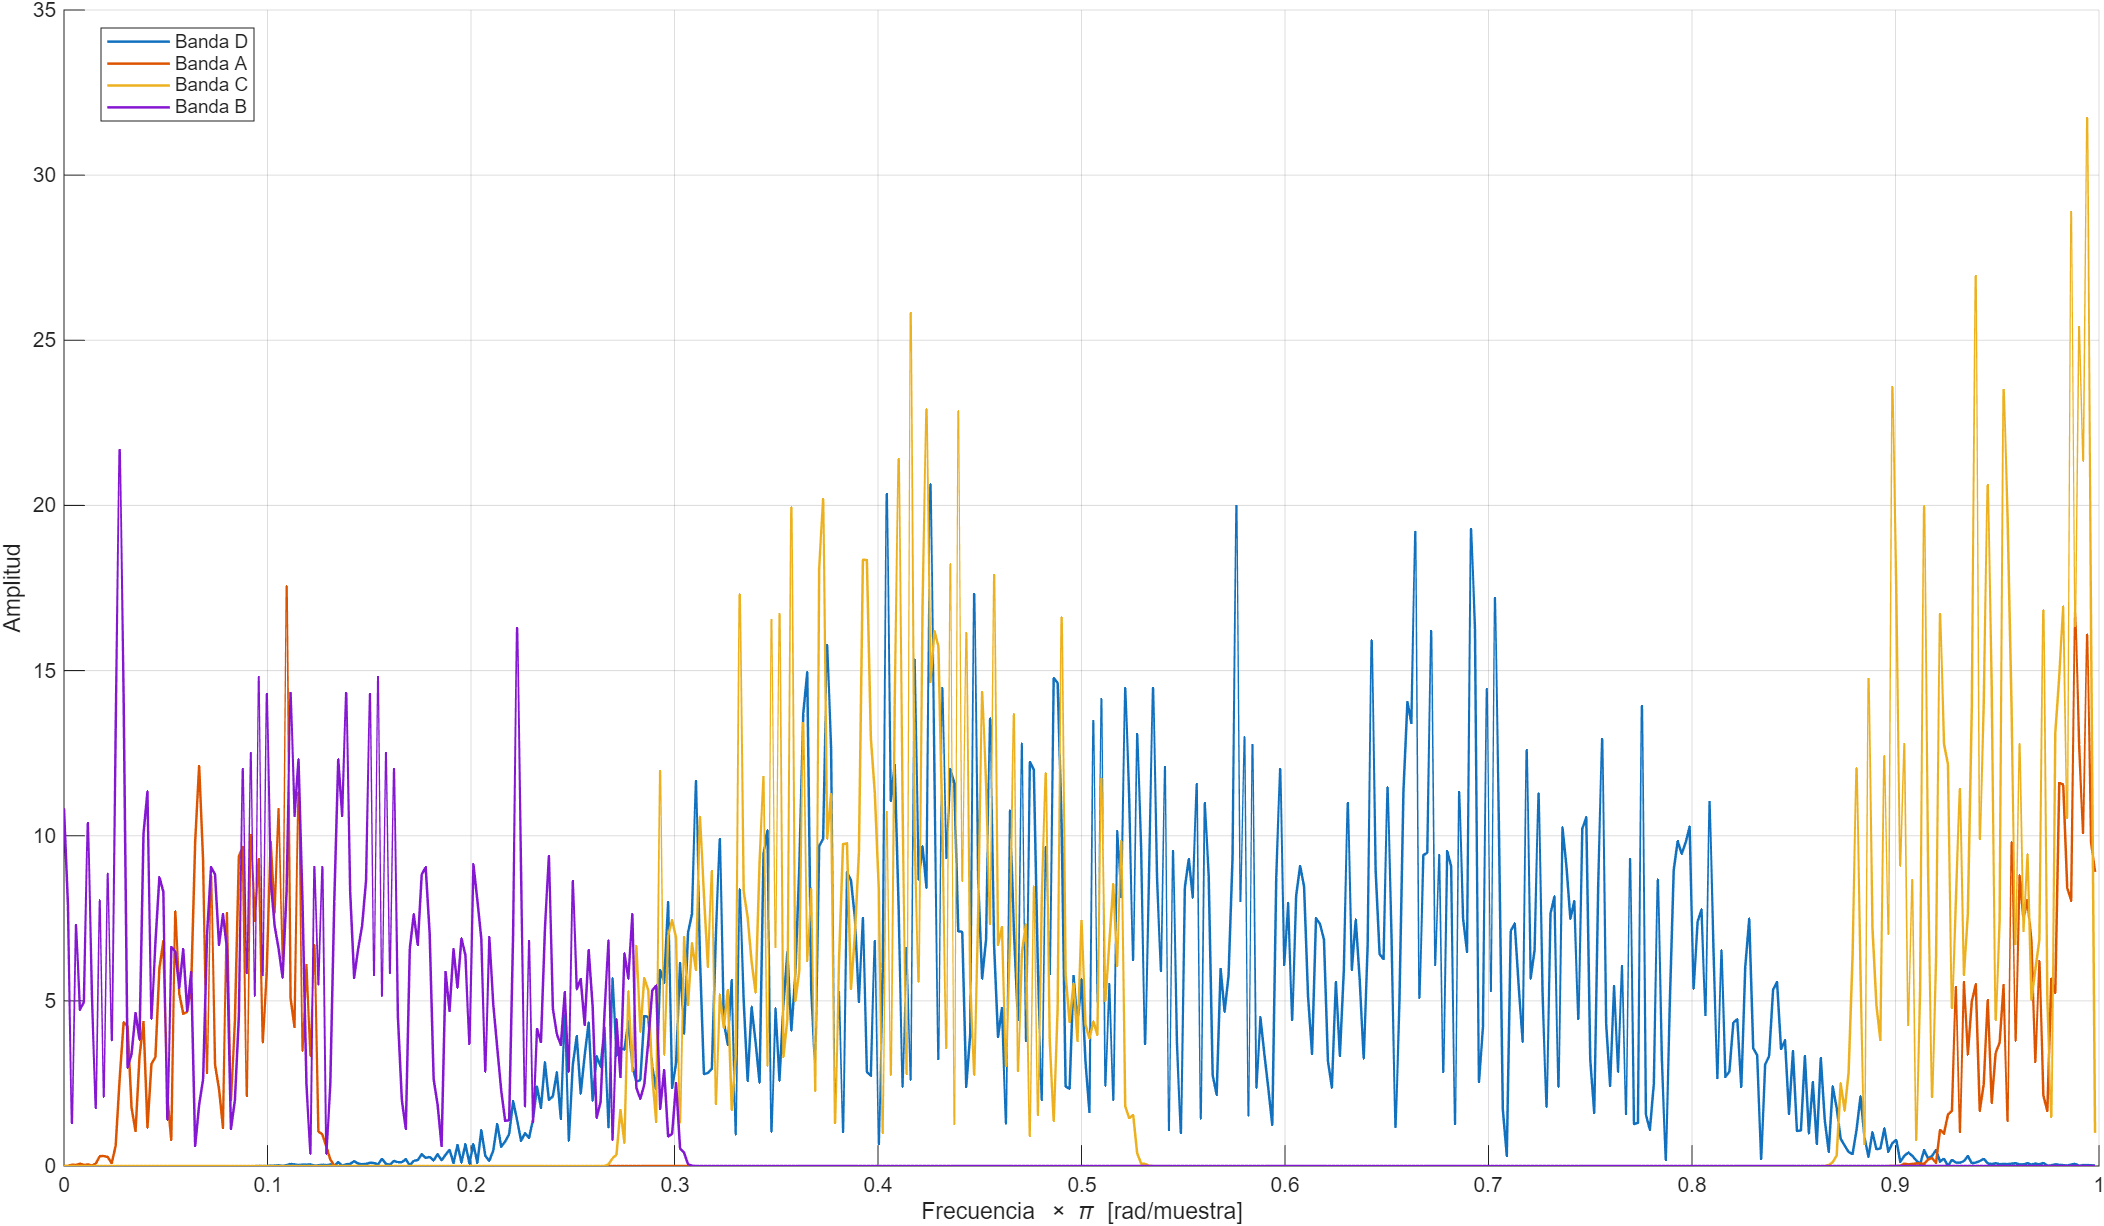 35
30
25
20
15
10
5
0
Amplitud
Banda D
Banda A
Banda C
Banda B
0 0.1 0.2 0.3 0.4 0.5 0.6 0.7 0.8 0.9 1
Frecuencia × π [rad/muestra]